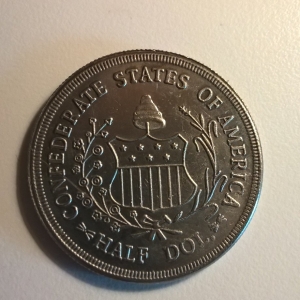 CONFEDERATE STATES OF AMERICA
HALF DOL.